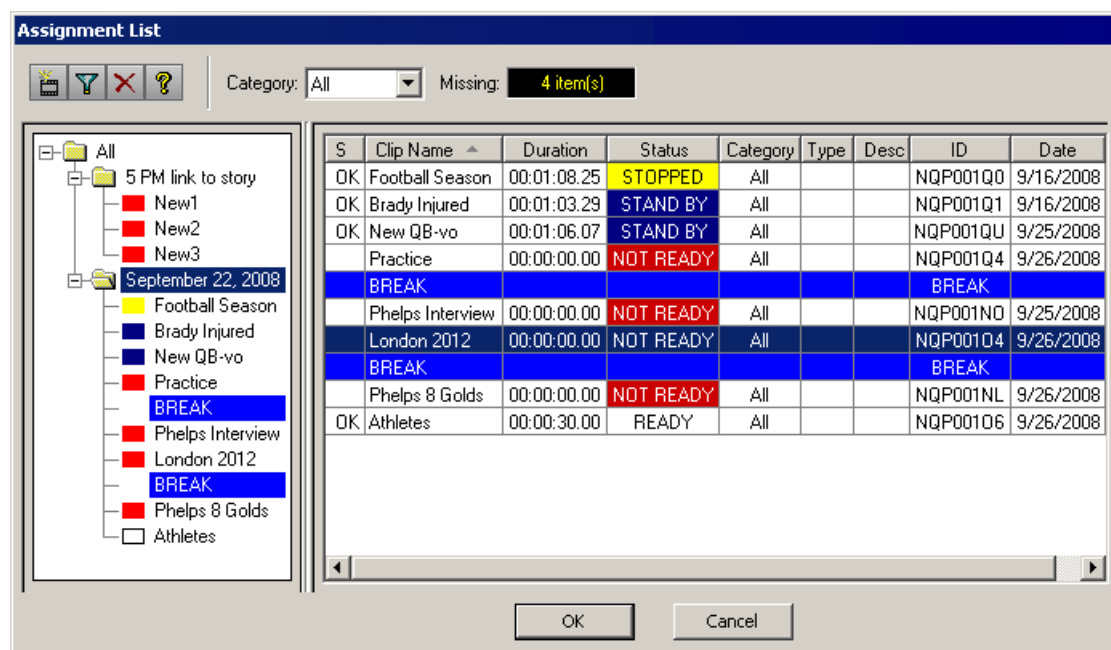 Assignment List
Category: All Missing: 4 item(s)
All
5 PM link to story
New1
New2
New3
September 22, 2008
Football Season
Brady Injured
New QB-vo
Practice
BREAK
Phelps Interview
London 2012
BREAK
Phelps 8 Golds
Athletes
S Clip Name Duration Status Category Type Desc ID Date
OK Football Season 00:01:08.25 STOPPED All NQP001Q0 9/16/2008
OK Brady Injured 00:01:03.29 STAND BY All NQP001Q1 9/16/2008
OK New QB-vo 00:01:06.07 STAND BY All NQP001QU 9/25/2008
Practice 00:00:00.00 NOT READY All NQP001Q4 9/26/2008
BREAK BREAK
Phelps Interview 00:00:00.00 NOT READY All NQP001NO 9/25/2008
London 2012 00:00:00.00 NOT READY All NQP001O4 9/26/2008
BREAK BREAK
Phelps 8 Golds 00:00:00.00 NOT READY All NQP001NL 9/26/2008
OK Athletes 00:00:30.00 READY All NQP001O6 9/26/2008
OK Cancel